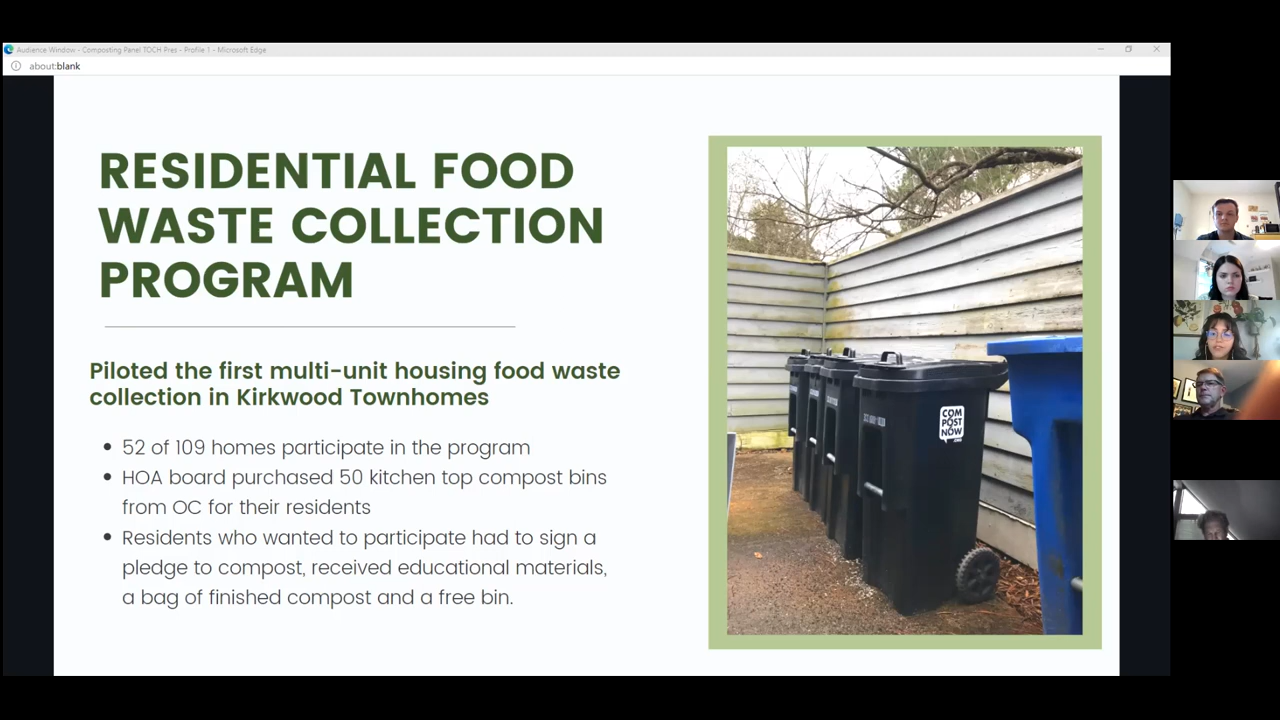 Audience Window - Composting Panel TOCH Pres - Profile 1 - Microsoft Edge
about:blank
RESIDENTIAL FOOD
WASTE COLLECTION
PROGRAM
Piloted the first multi-unit housing food waste
collection in Kirkwood Townhomes
• 52 of 109 homes participate in the program
• HOA board purchased 50 kitchen top compost bins
from OC for their residents
• Residents who wanted to participate had to sign a
pledge to compost, received educational materials,
a bag of finished compost and a free bin.
COM
POST
NOW
.ORG